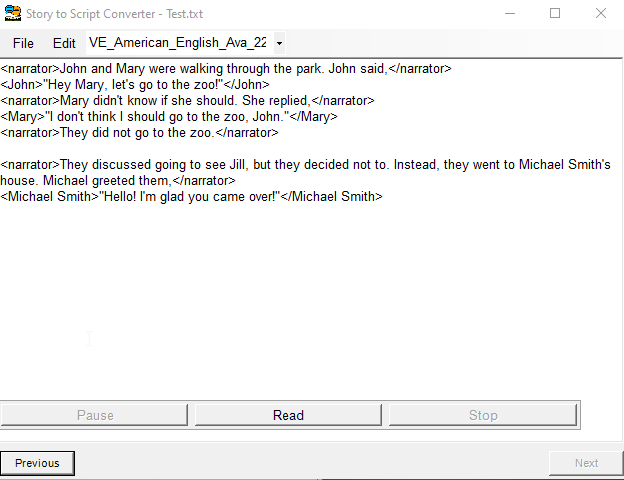 Story to Script Converter - Test.txt
File Edit VE_American_English_Ava_22
<narrator>John and Mary were walking through the park. John said,</narrator>
<John>"Hey Mary, let's go to the zoo!"</John>
<narrator>Mary didn't know if she should. She replied,</narrator>
<Mary>"I don't think I should go to the zoo, John."</Mary>
<narrator>They did not go to the zoo.</narrator>
<narrator>They discussed going to see Jill, but they decided not to. Instead, they went to Michael Smith's
house. Michael greeted them,</narrator>
<Michael Smith>"Hello! I'm glad you came over!"</Michael Smith>
Pause Read Stop
Previous Next